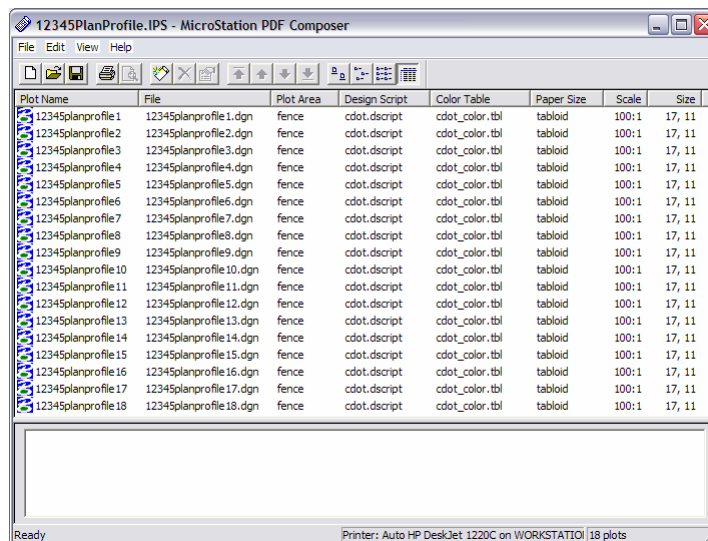 12345PlanProfile.IPS - MicroStation PDF Composer
File Edit View Help
Plot Name File Plot Area Design Script Color Table Paper Size Scale Size
12345planprofile1 12345planprofile1.dgn fence cdot.dscript cdot_color.tbl tabloid 100:1 17, 11
12345planprofile2 12345planprofile2.dgn fence cdot.dscript cdot_color.tbl tabloid 100:1 17, 11
12345planprofile3 12345planprofile3.dgn fence cdot.dscript cdot_color.tbl tabloid 100:1 17, 11
12345planprofile4 12345planprofile4.dgn fence cdot.dscript cdot_color.tbl tabloid 100:1 17, 11
12345planprofile5 12345planprofile5.dgn fence cdot.dscript cdot_color.tbl tabloid 100:1 17, 11
12345planprofile6 12345planprofile6.dgn fence cdot.dscript cdot_color.tbl tabloid 100:1 17, 11
12345planprofile7 12345planprofile7.dgn fence cdot.dscript cdot_color.tbl tabloid 100:1 17, 11
12345planprofile8 12345planprofile8.dgn fence cdot.dscript cdot_color.tbl tabloid 100:1 17, 11
12345planprofile9 12345planprofile9.dgn fence cdot.dscript cdot_color.tbl tabloid 100:1 17, 11
12345planprofile10 12345planprofile10.dgn fence cdot.dscript cdot_color.tbl tabloid 100:1 17, 11
12345planprofile11 12345planprofile11.dgn fence cdot.dscript cdot_color.tbl tabloid 100:1 17, 11
12345planprofile12 12345planprofile12.dgn fence cdot.dscript cdot_color.tbl tabloid 100:1 17, 11
12345planprofile13 12345planprofile13.dgn fence cdot.dscript cdot_color.tbl tabloid 100:1 17, 11
12345planprofile14 12345planprofile14.dgn fence cdot.dscript cdot_color.tbl tabloid 100:1 17, 11
12345planprofile15 12345planprofile15.dgn fence cdot.dscript cdot_color.tbl tabloid 100:1 17, 11
12345planprofile16 12345planprofile16.dgn fence cdot.dscript cdot_color.tbl tabloid 100:1 17, 11
12345planprofile17 12345planprofile17.dgn fence cdot.dscript cdot_color.tbl tabloid 100:1 17, 11
12345planprofile18 12345planprofile18.dgn fence cdot.dscript cdot_color.tbl tabloid 100:1 17, 11
Ready Printer: Auto HP DeskJet 1220C on WORKSTATIO 18 plots